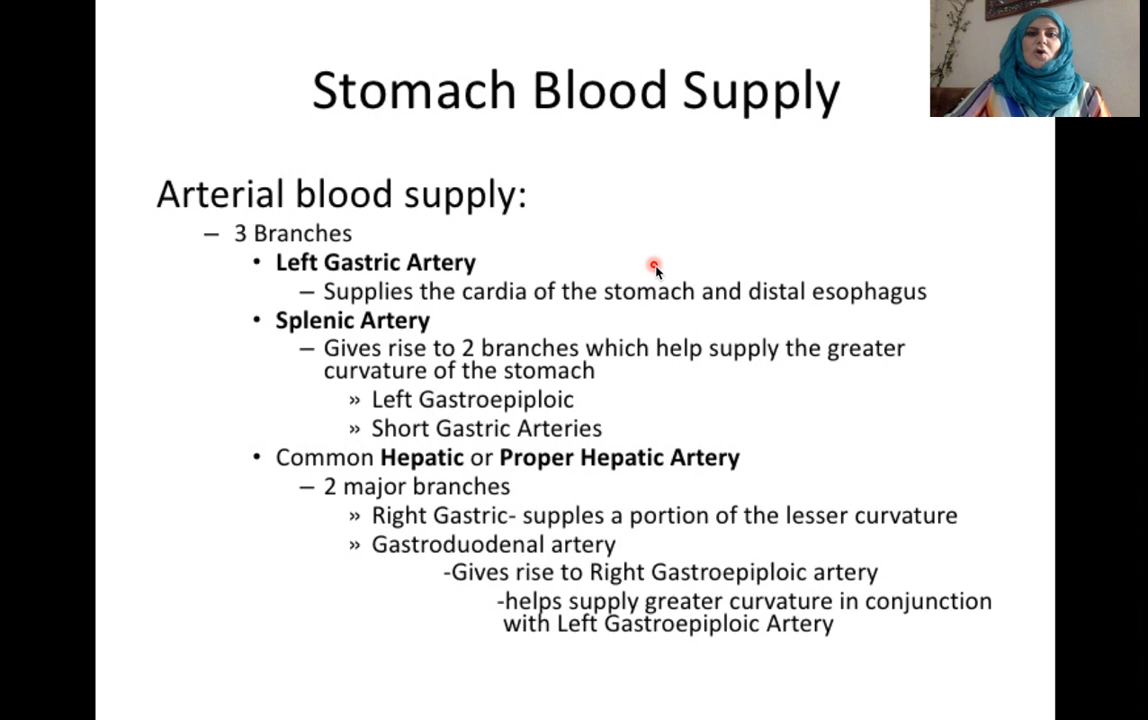 Stomach Blood Supply
Arterial blood supply:
– 3 Branches
• Left Gastric Artery
– Supplies the cardia of the stomach and distal esophagus
• Splenic Artery
– Gives rise to 2 branches which help supply the greater
curvature of the stomach
» Left Gastroepiploic
» Short Gastric Arteries
• Common Hepatic or Proper Hepatic Artery
– 2 major branches
» Right Gastric- supples a portion of the lesser curvature
» Gastroduodenal artery
-Gives rise to Right Gastroepiploic artery
-helps supply greater curvature in conjunction
with Left Gastroepiploic Artery